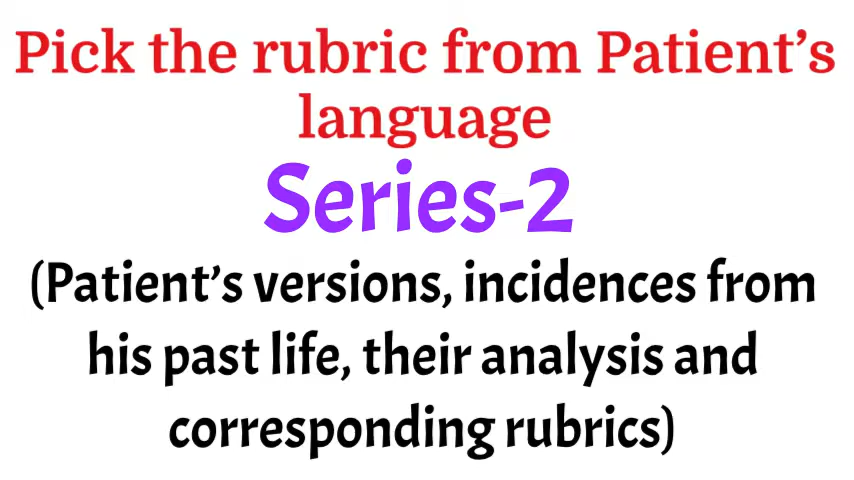 Pick the rubric from Patient’s
language
Series-2
(Patient’s versions, incidences from
his past life, their analysis and
corresponding rubrics)